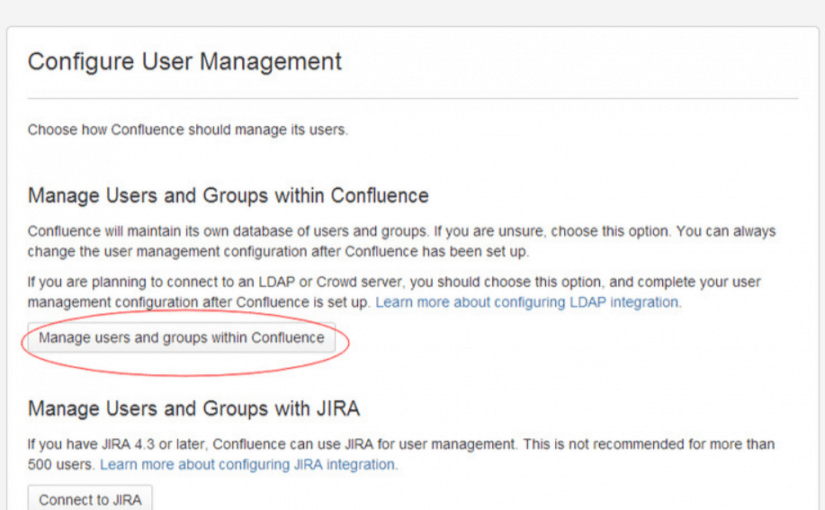 Configure User Management
Choose how Confluence should manage its users.
Manage Users and Groups within Confluence
Confluence will maintain its own database of users and groups. If you are unsure, choose this option. You can always
change the user management configuration after Confluence has been set up.
If you are planning to connect to an LDAP or Crowd server, you should choose this option, and complete your user
management configuration after Confluence is set up. Learn more about configuring LDAP integration.
Manage users and groups within Confluence
Manage Users and Groups with JIRA
If you have JIRA 4.3 or later, Confluence can use JIRA for user management. This is not recommended for more than
500 users. Learn more about configuring JIRA integration.
Connect to JIRA